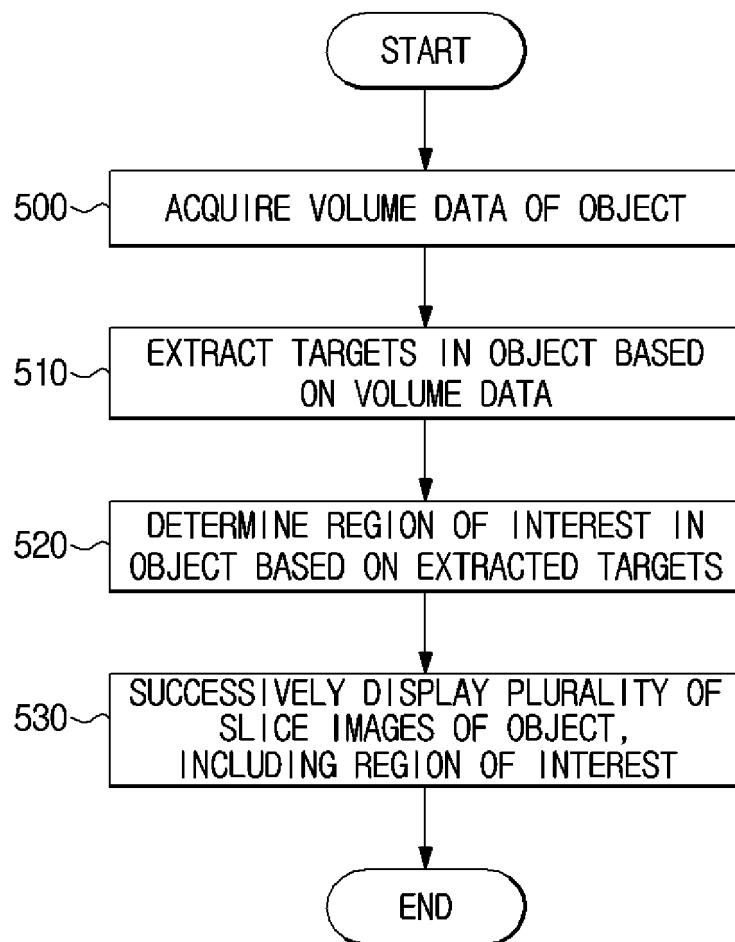 START
500
ACQUIRE VOLUME DATA OF OBJECT
510
EXTRACT TARGETS IN OBJECT BASED
ON VOLUME DATA
520
DETERMINE REGION OF INTEREST IN
OBJECT BASED ON EXTRACTED TARGETS
530
SUCCESSIVELY DISPLAY PLURALITY OF
SLICE IMAGES OF OBJECT,
INCLUDING REGION OF INTEREST
END